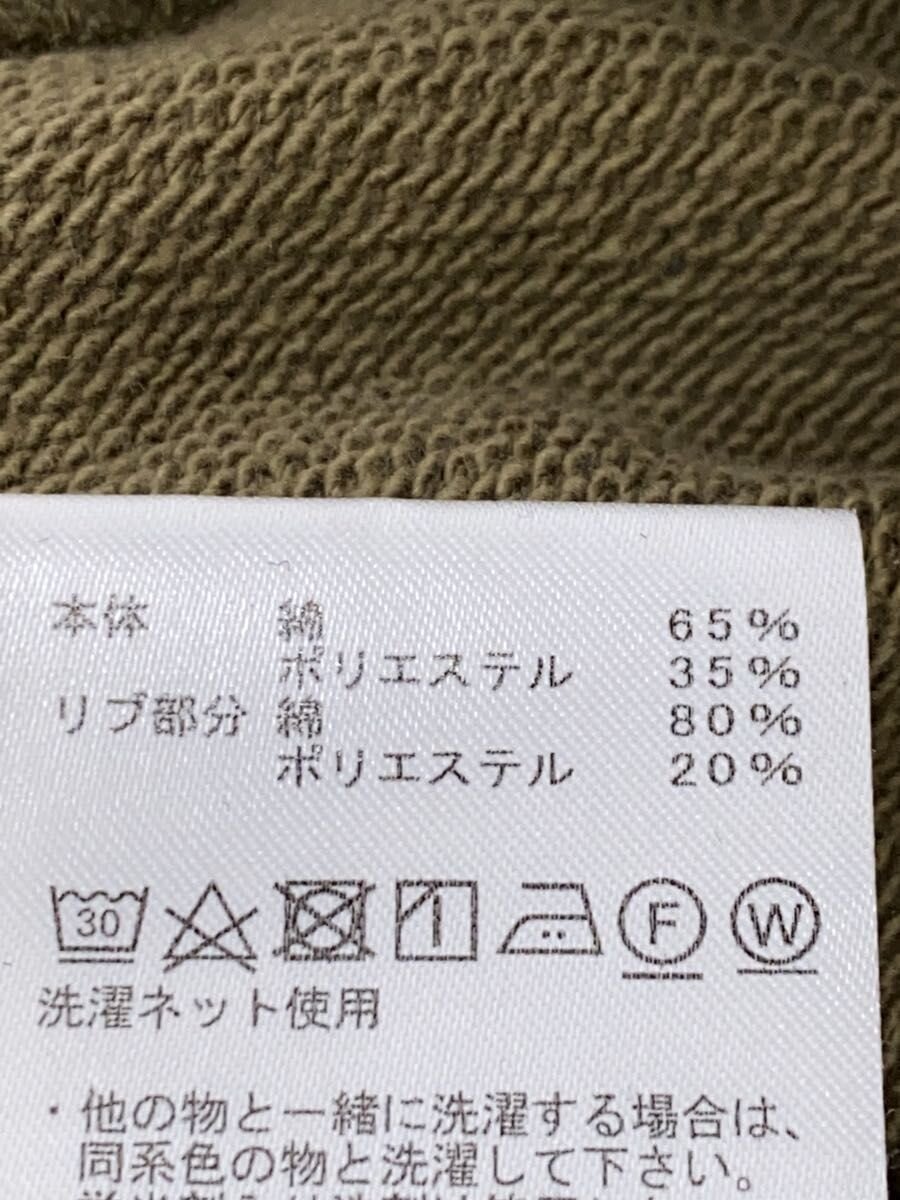 本体 綿 65%
ポリエステル 35%
リブ部分 綿 80%
ポリエステル 20%
30 F W
洗濯ネット使用
・他の物と一緒に洗濯する場合は、
同系色の物と洗濯して下さい。